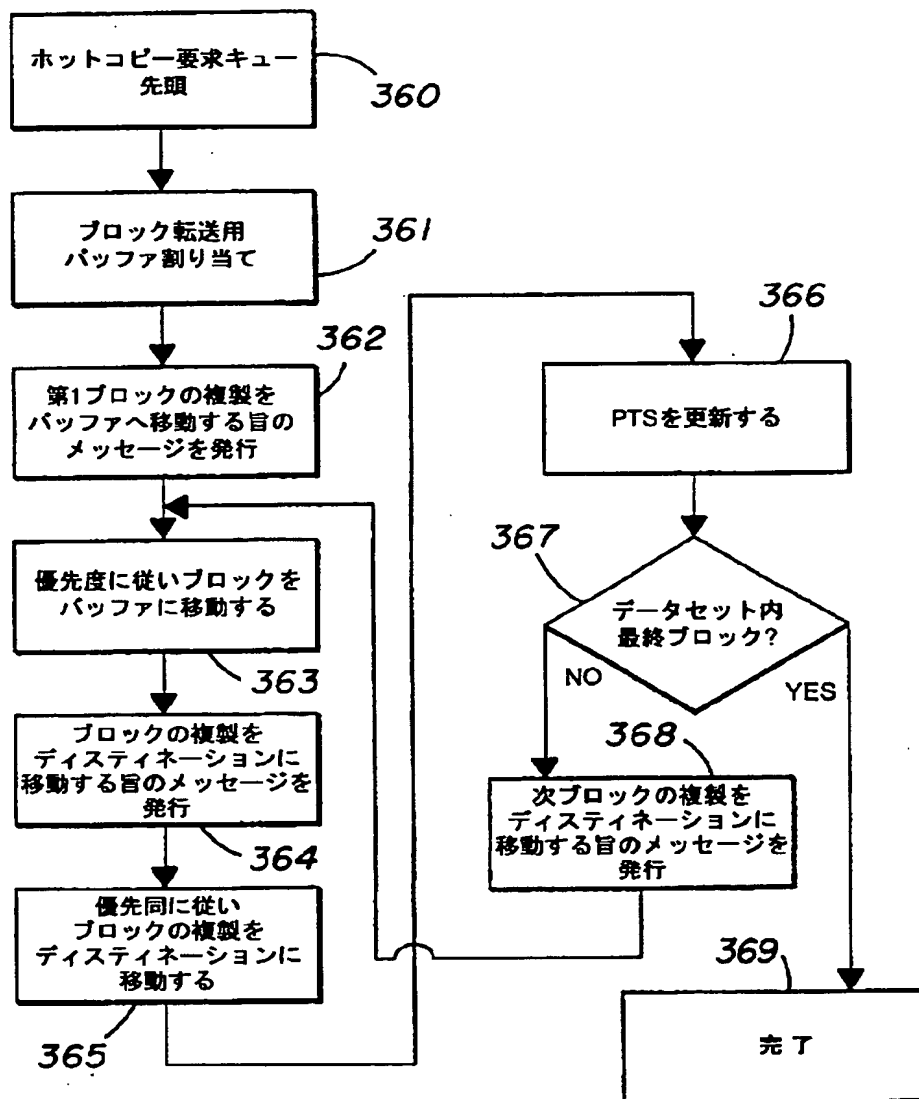 ホットコピー要求キュー
先頭
360
ブロック転送用
バッファ割り当て
361
362
第1ブロックの複製を
バッファへ移動する旨の
メッセージを発行
優先度に従いブロックを
バッファに移動する
363
ブロックの複製を
ディスティネーションに
移動する旨のメッセージを
発行
364
優先同に従い
ブロックの複製を
ディスティネーションに
移動する
365
366
PTSを更新する
367
データセット内
最終ブロック?
NO
YES
368
次ブロックの複製を
ディスティネーションに
移動する旨のメッセージを
発行
369
完了